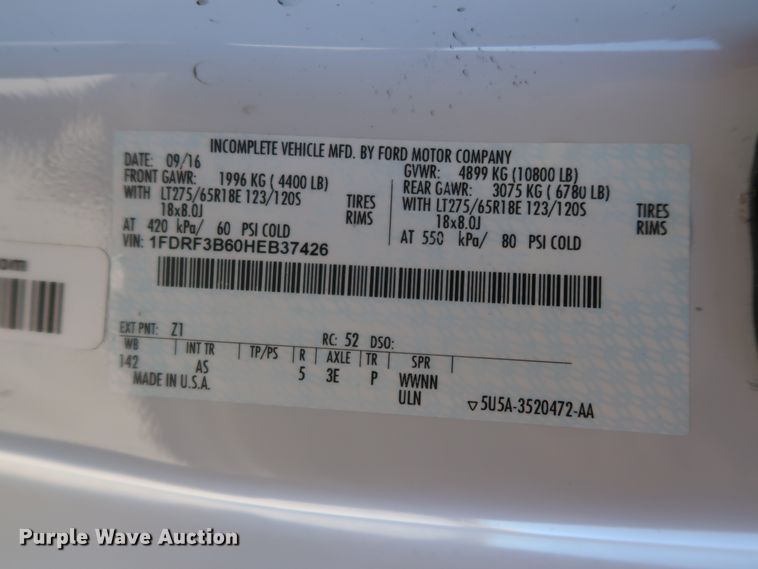 INCOMPLETE VEHICLE MFD. BY FORD MOTOR COMPANY
DATE: 09/16 GVWR: 4899 KG (10800 LB)
FRONT GAWR: 1996 KG ( 4400 LB) REAR GAWR: 3075 KG ( 6780 LB)
WITH LT275/65R18E 123/120S TIRES WITH LT275/65R18E 123/120S TIRES
18x8.0J RIMS 18x8.0J RIMS
AT 420 kPa/ 60 PSI COLD AT 550 kPa/ 80 PSI COLD
VIN: 1FDRF3B60HEB37426
om
EXT PNT: Z1 RC: 52 DSO:
WB INT TR TP/PS R AXLE TR SPR
142 AS 5 3E P WWNN
MADE IN U.S.A. ULN ▽5U5A-3520472-AA
Purple Wave Auction